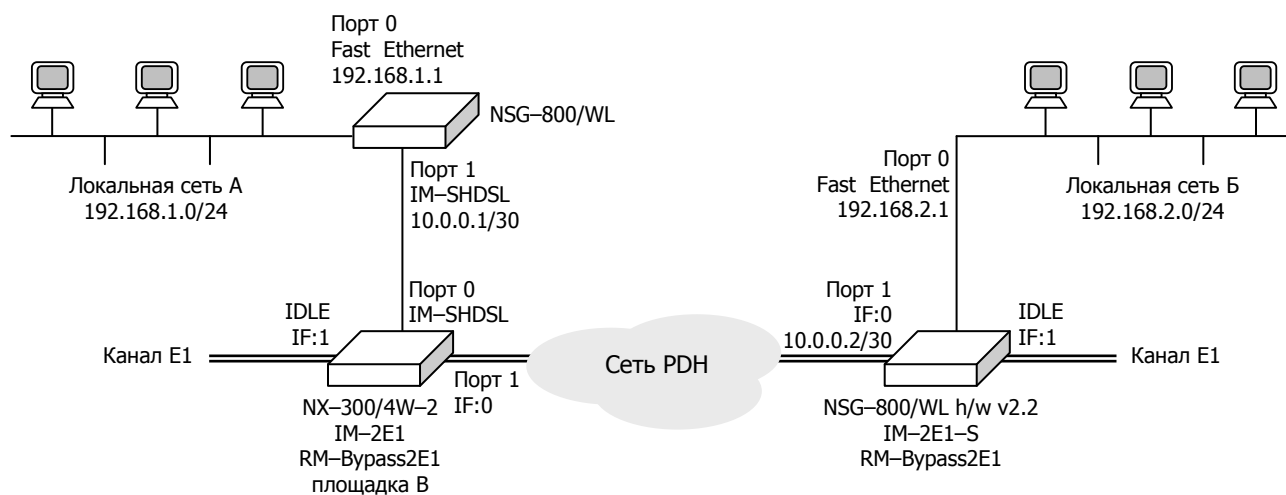 Порт 0
Fast Ethernet
192.168.1.1
NSG–800/WL
Локальная сеть А
192.168.1.0/24
Порт 1
IM–SHDSL
10.0.0.1/30
Порт 0
Fast Ethernet
192.168.2.1
Локальная сеть Б
192.168.2.0/24
Порт 0
IM–SHDSL
IDLE
IF:1
Канал E1
Порт 1
IF:0
NX–300/4W–2
IM–2E1
RM–Bypass2E1
площадка В
Сеть PDH
Порт 1
IF:0
10.0.0.2/30
IDLE
IF:1
Канал E1
NSG–800/WL h/w v2.2
IM–2E1–S
RM–Bypass2E1